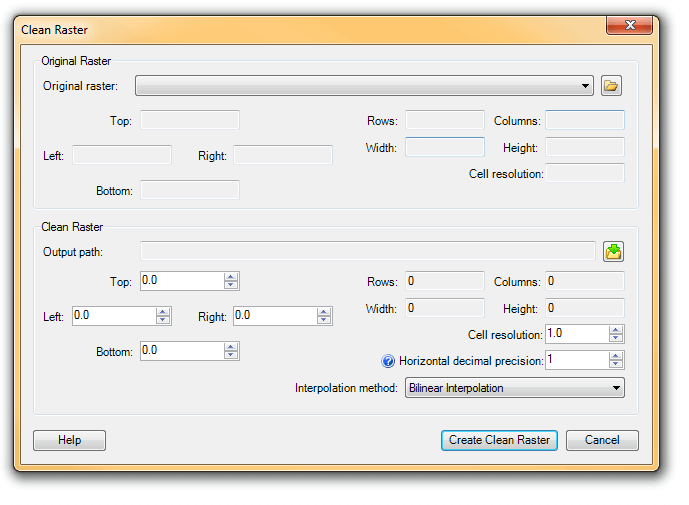 Clean Raster
Original Raster
Original raster:
Top:
Rows:
Columns:
Left:
Right:
Width:
Height:
Cell resolution:
Bottom:
Clean Raster
Output path:
Top: 0.0
Rows: 0
Columns: 0
Left: 0.0
Right: 0.0
Width: 0
Height: 0
Cell resolution: 1.0
Bottom: 0.0
? Horizontal decimal precision: 1
Interpolation method: Bilinear Interpolation
Help
Create Clean Raster
Cancel